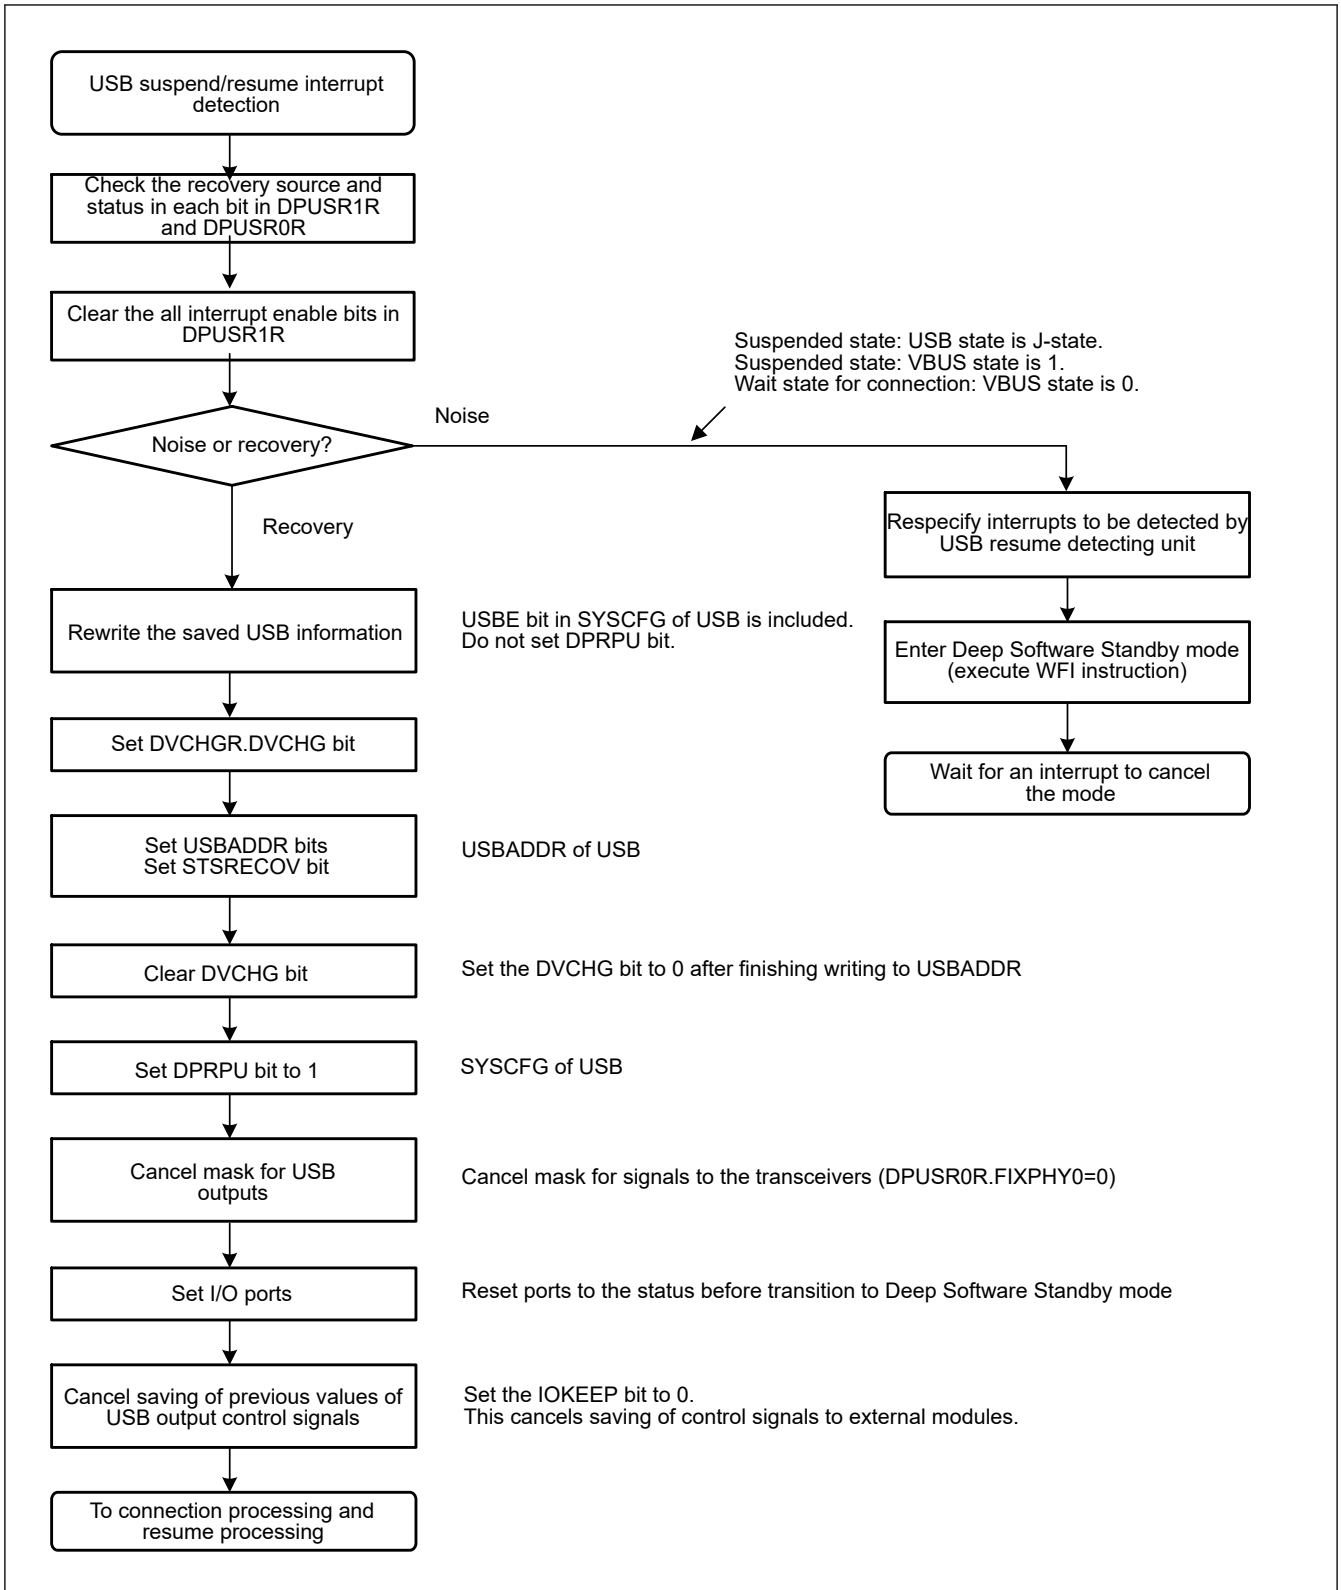 USB suspend/resume interrupt
detection
Check the recovery source and
status in each bit in DPUSR1R
and DPUSR0R
Clear the all interrupt enable bits in
DPUSR1R
Suspended state: USB state is J-state.
Suspended state: VBUS state is 1.
Wait state for connection: VBUS state is 0.
Noise
Noise or recovery?
Recovery
Respecify interrupts to be detected by
USB resume detecting unit
Enter Deep Software Standby mode
(execute WFI instruction)
Wait for an interrupt to cancel
the mode
Rewrite the saved USB information
USBE bit in SYSCFG of USB is included.
Do not set DPRPU bit.
Set DVCHGR.DVCHG bit
Set USBADDR bits
Set STSRECOV bit
USBADDR of USB
Clear DVCHG bit
Set the DVCHG bit to 0 after finishing writing to USBADDR
Set DPRPU bit to 1
SYSCFG of USB
Cancel mask for USB
outputs
Cancel mask for signals to the transceivers (DPUSR0R.FIXPHY0=0)
Set I/O ports
Reset ports to the status before transition to Deep Software Standby mode
Cancel saving of previous values of
USB output control signals
Set the IOKEEP bit to 0.
This cancels saving of control signals to external modules.
To connection processing and
resume processing